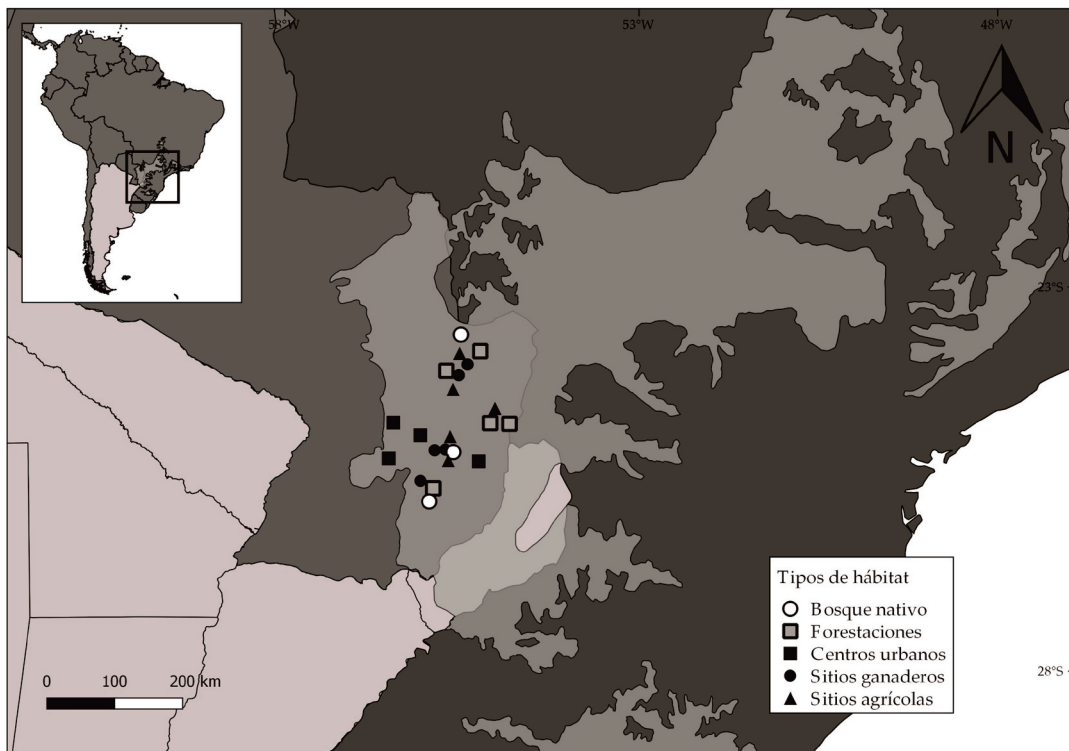 58°W
53°W
48°W
N
23°S
Tipos de hábitat
Bosque nativo
Forestaciones
Centros urbanos
Sitios ganaderos
Sitios agrícolas
28°S
0 100 200 km